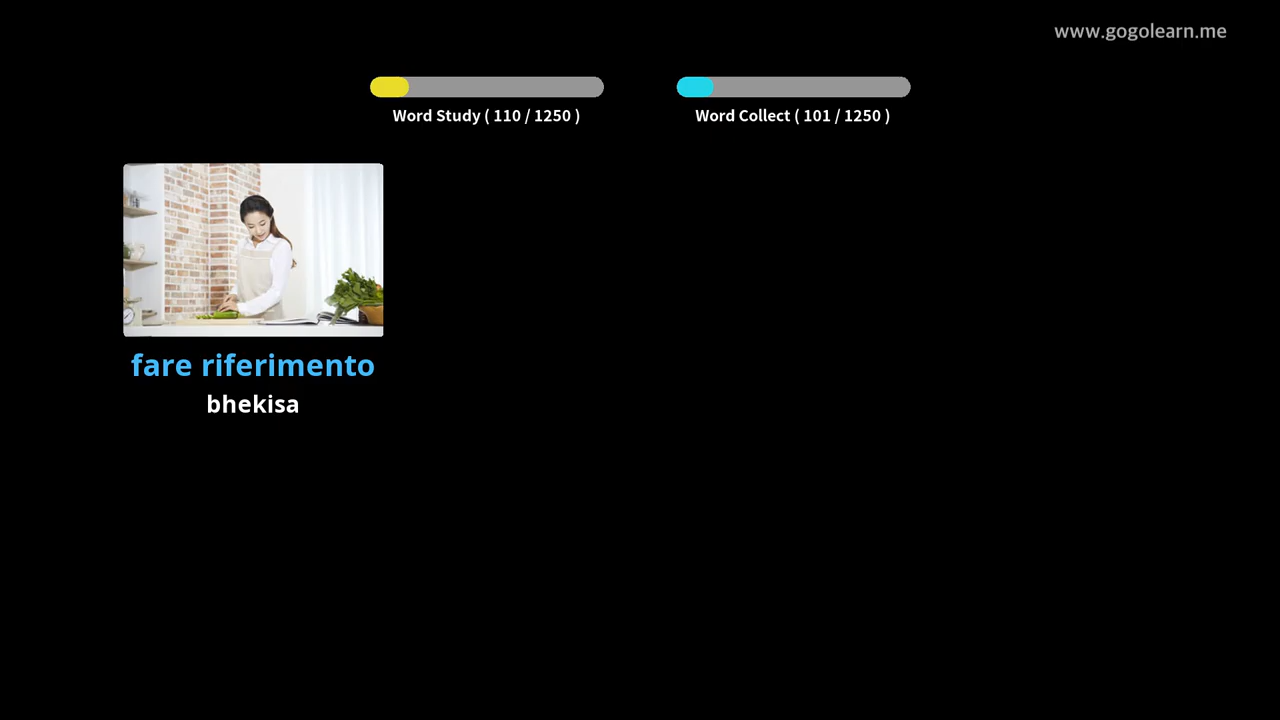 www.gogolearn.me
Word Study ( 110 / 1250 )
Word Collect ( 101 / 1250 )
fare riferimento
bhekisa